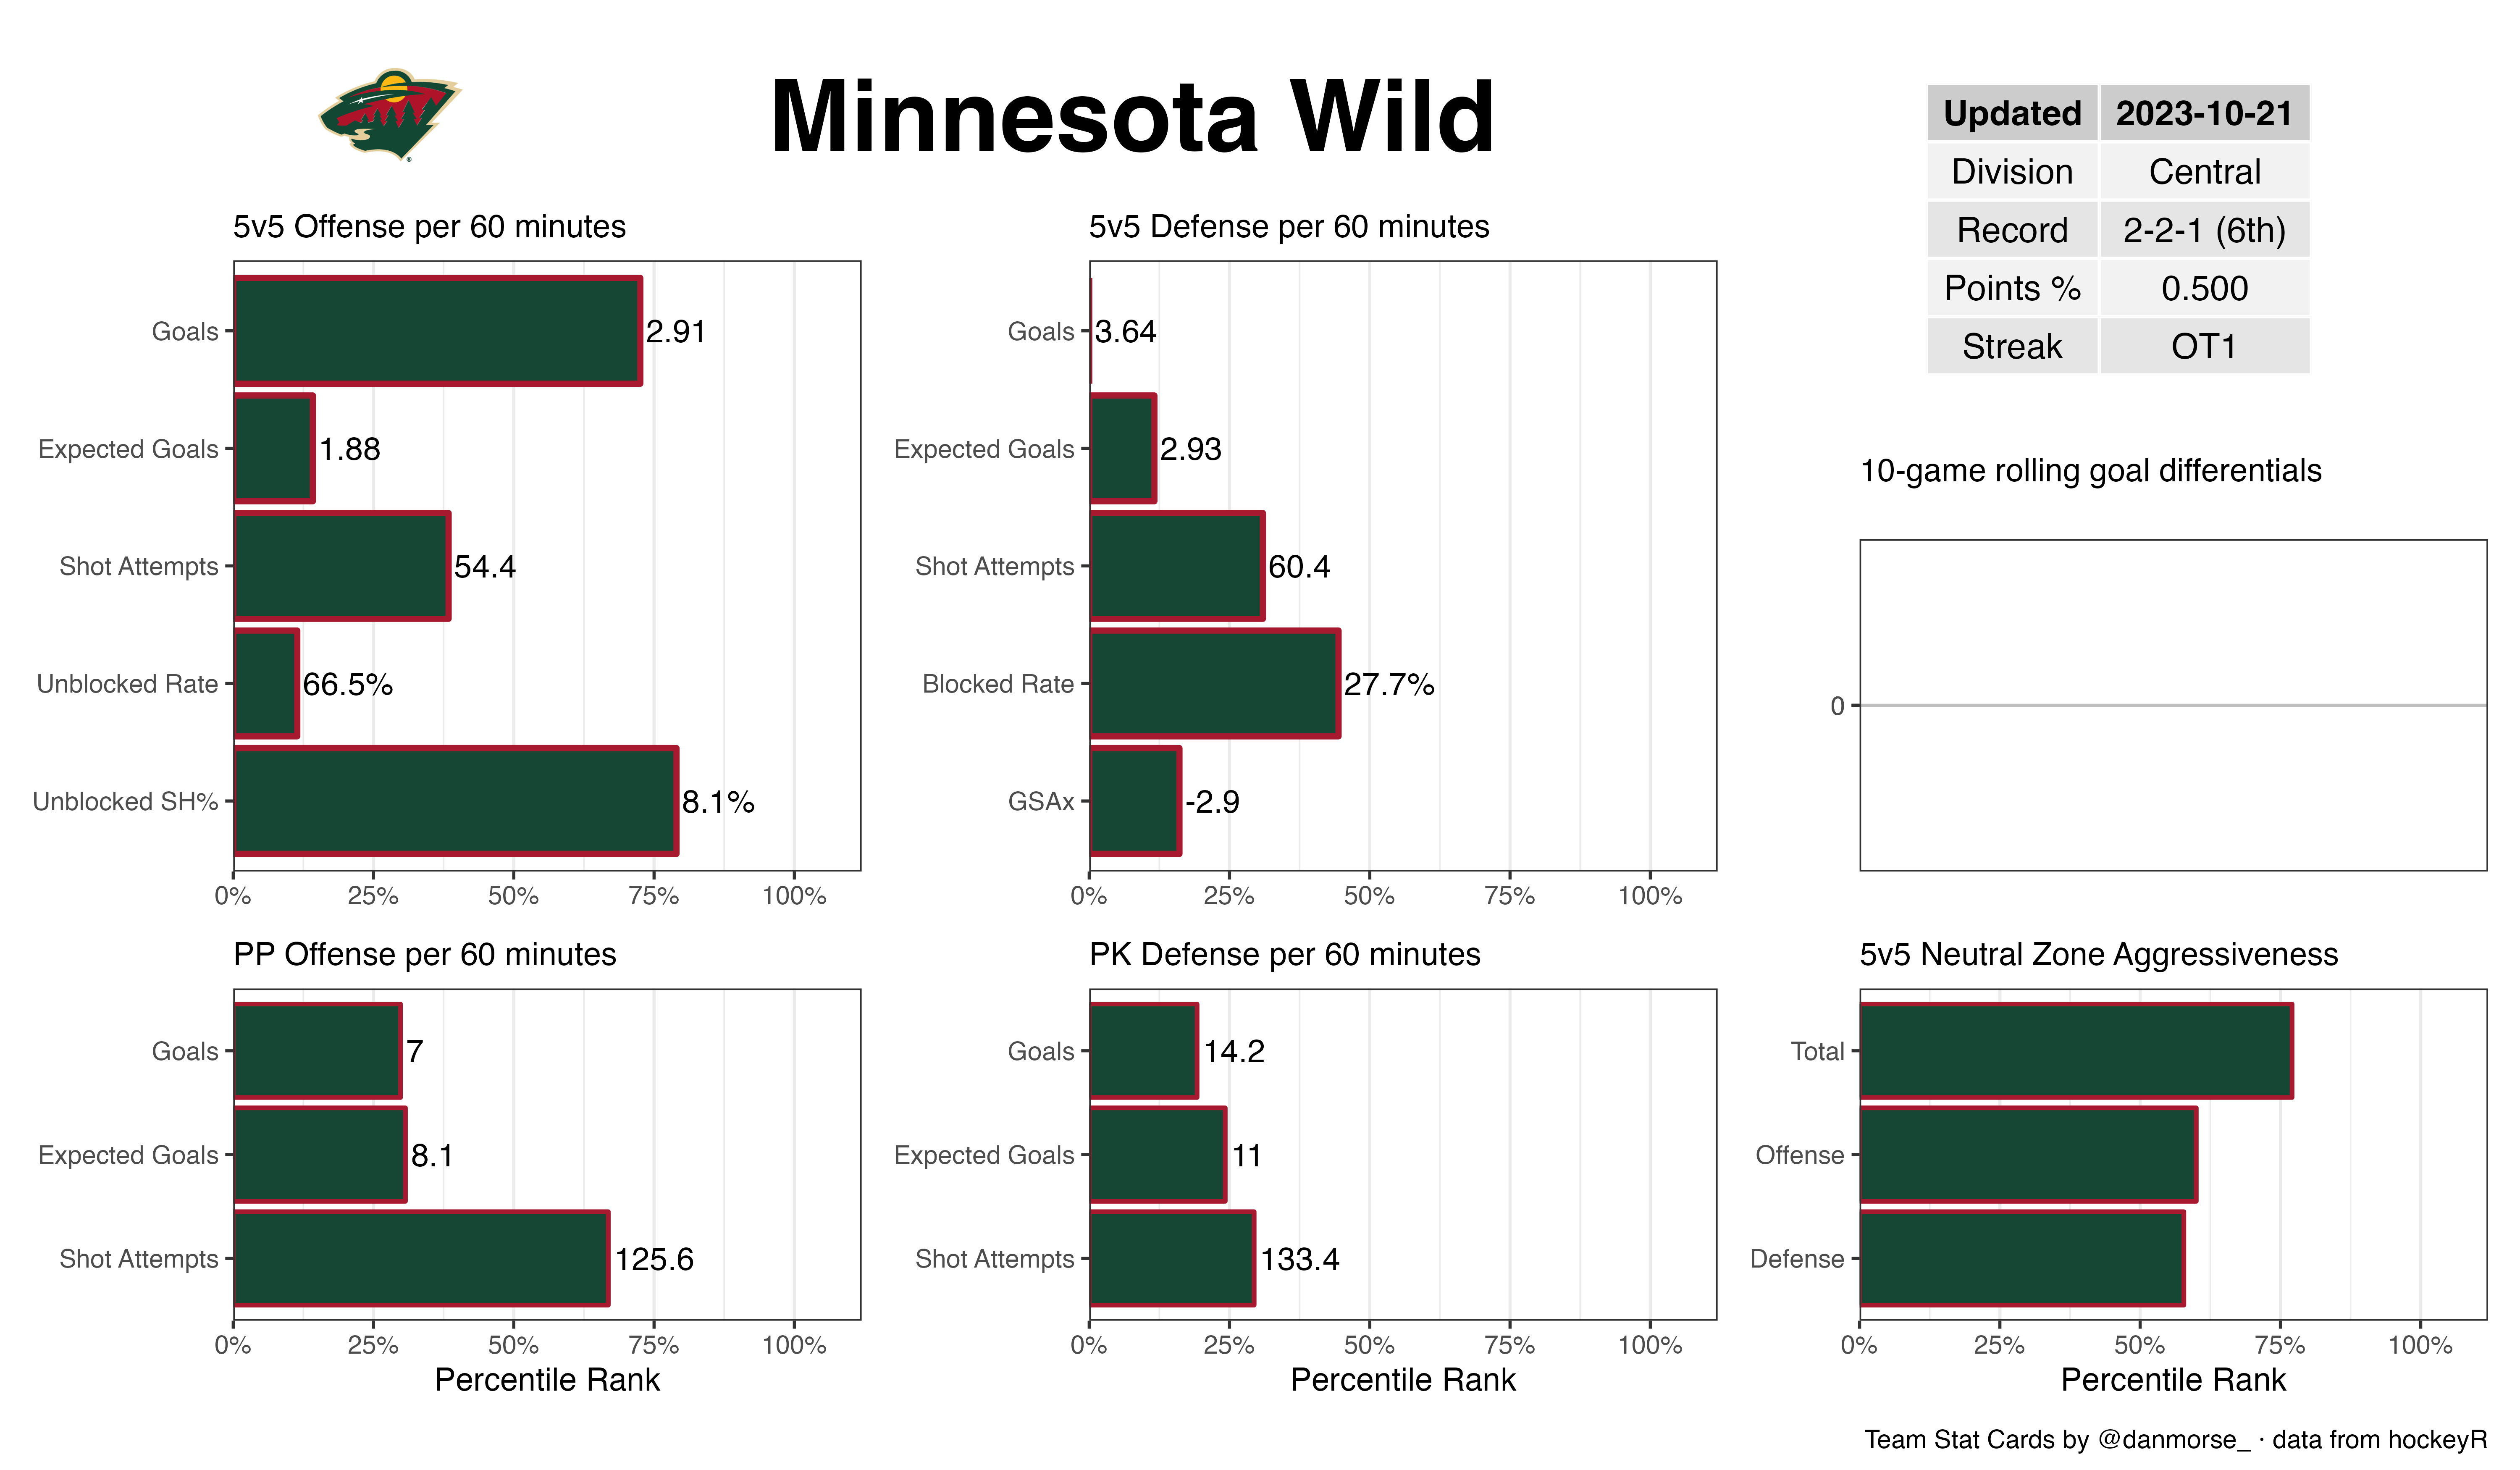 Minnesota Wild
Updated 2023-10-21
Division Central
Record 2-2-1 (6th)
Points % 0.500
Streak OT1
5v5 Offense per 60 minutes
Goals 2.91
Expected Goals 1.88
Shot Attempts 54.4
Unblocked Rate 66.5%
Unblocked SH% 8.1%
0% 25% 50% 75% 100%
5v5 Defense per 60 minutes
Goals 3.64
Expected Goals 2.93
Shot Attempts 60.4
Blocked Rate 27.7%
GSAx -2.9
0% 25% 50% 75% 100%
10-game rolling goal differentials
0
PP Offense per 60 minutes
Goals 7
Expected Goals 8.1
Shot Attempts 125.6
0% 25% 50% 75% 100%
Percentile Rank
PK Defense per 60 minutes
Goals 14.2
Expected Goals 11
Shot Attempts 133.4
0% 25% 50% 75% 100%
Percentile Rank
5v5 Neutral Zone Aggressiveness
Total
Offense
Defense
0% 25% 50% 75% 100%
Percentile Rank
Team Stat Cards by @danmorse_ · data from hockeyR